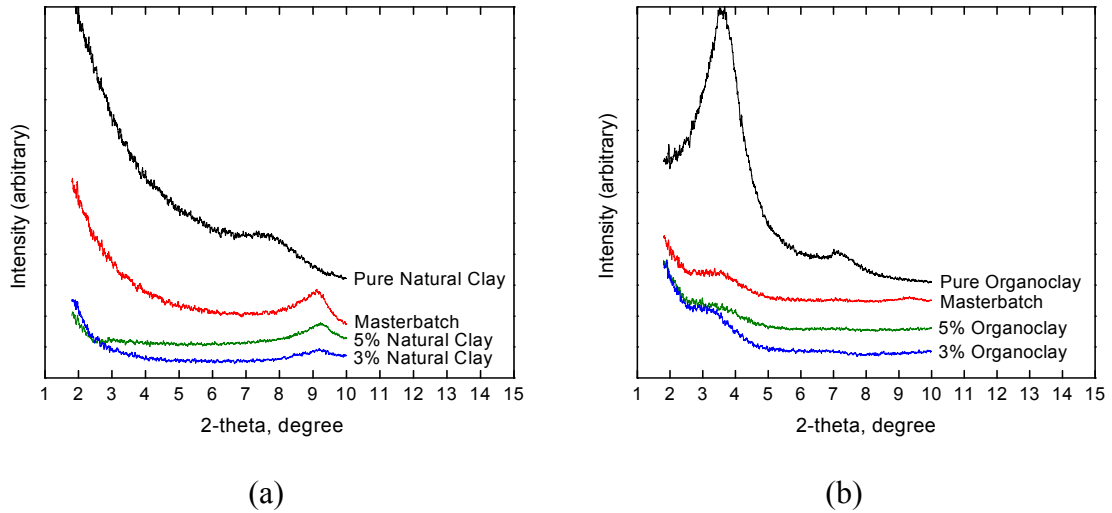 Intensity (arbitrary)
Pure Natural Clay
Masterbatch
5% Natural Clay
3% Natural Clay
1 2 3 4 5 6 7 8 9 10 11 12 13 14 15
2-theta, degree
(a)
Intensity (arbitrary)
Pure Organoclay
Masterbatch
5% Organoclay
3% Organoclay
1 2 3 4 5 6 7 8 9 10 11 12 13 14 15
2-theta, degree
(b)